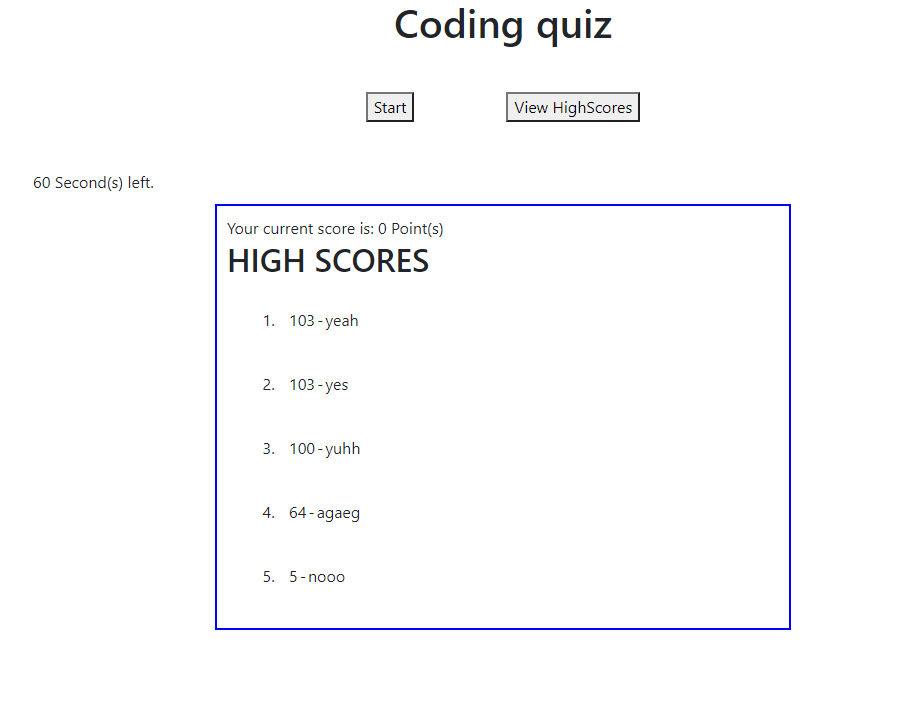 Coding quiz
Start
View HighScores
60 Second(s) left.
Your current score is: 0 Point(s)
HIGH SCORES
1. 103 - yeah
2. 103 - yes
3. 100 - yuhh
4. 64 - agaeg
5. 5 - nooo